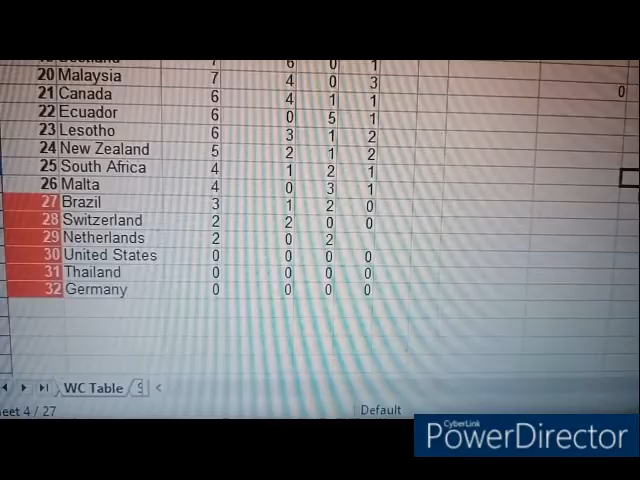 20 Malaysia 7 4 0 3
0
21 Canada 6 4 1 1
22 Ecuador 6 0 5 1
23 Lesotho 6 3 1 2
24 New Zealand 5 2 1 2
25 South Africa 4 1 2 1
26 Malta 4 0 3 1
27 Brazil 3 1 2 0
28 Switzerland 2 2 0 0
29 Netherlands 2 0 2
30 United States 0 0 0 0
31 Thailand 0 0 0 0
32 Germany 0 0 0 0
WC Table
eet 4 / 27 Default
CyberLink
PowerDirector